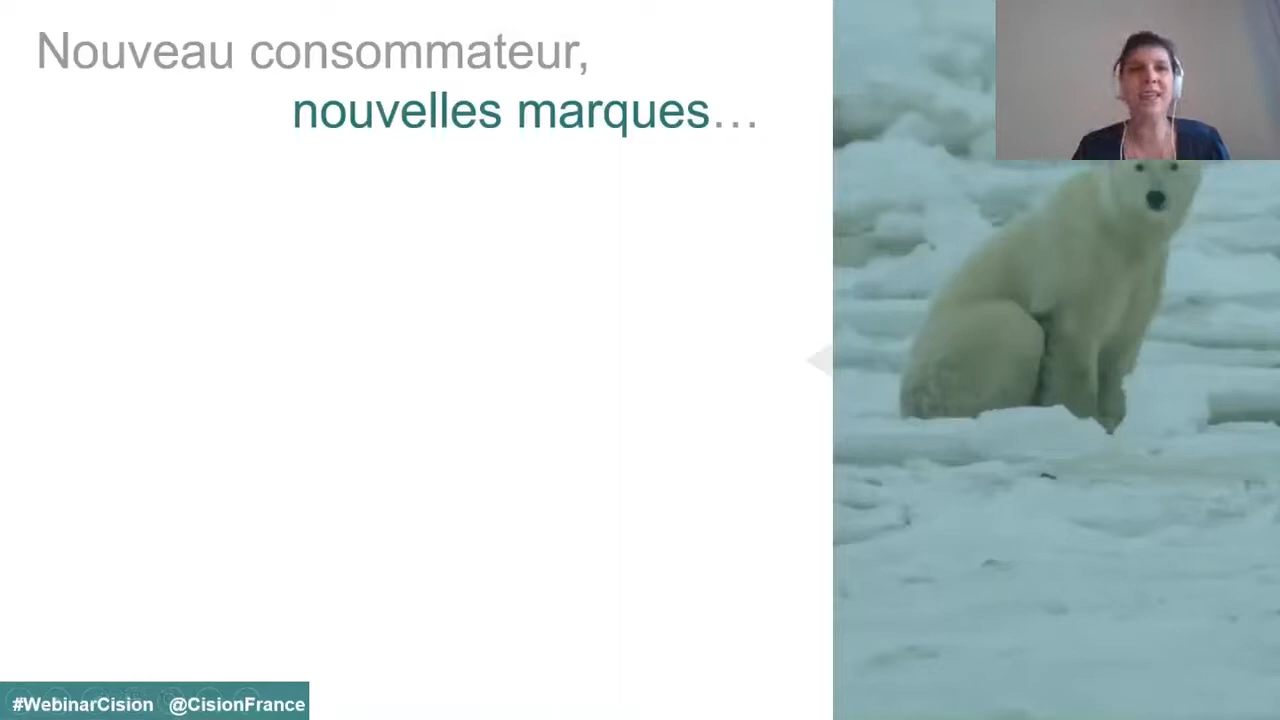 Nouveau consommateur,
nouvelles marques…
#WebinarCision @CisionFrance